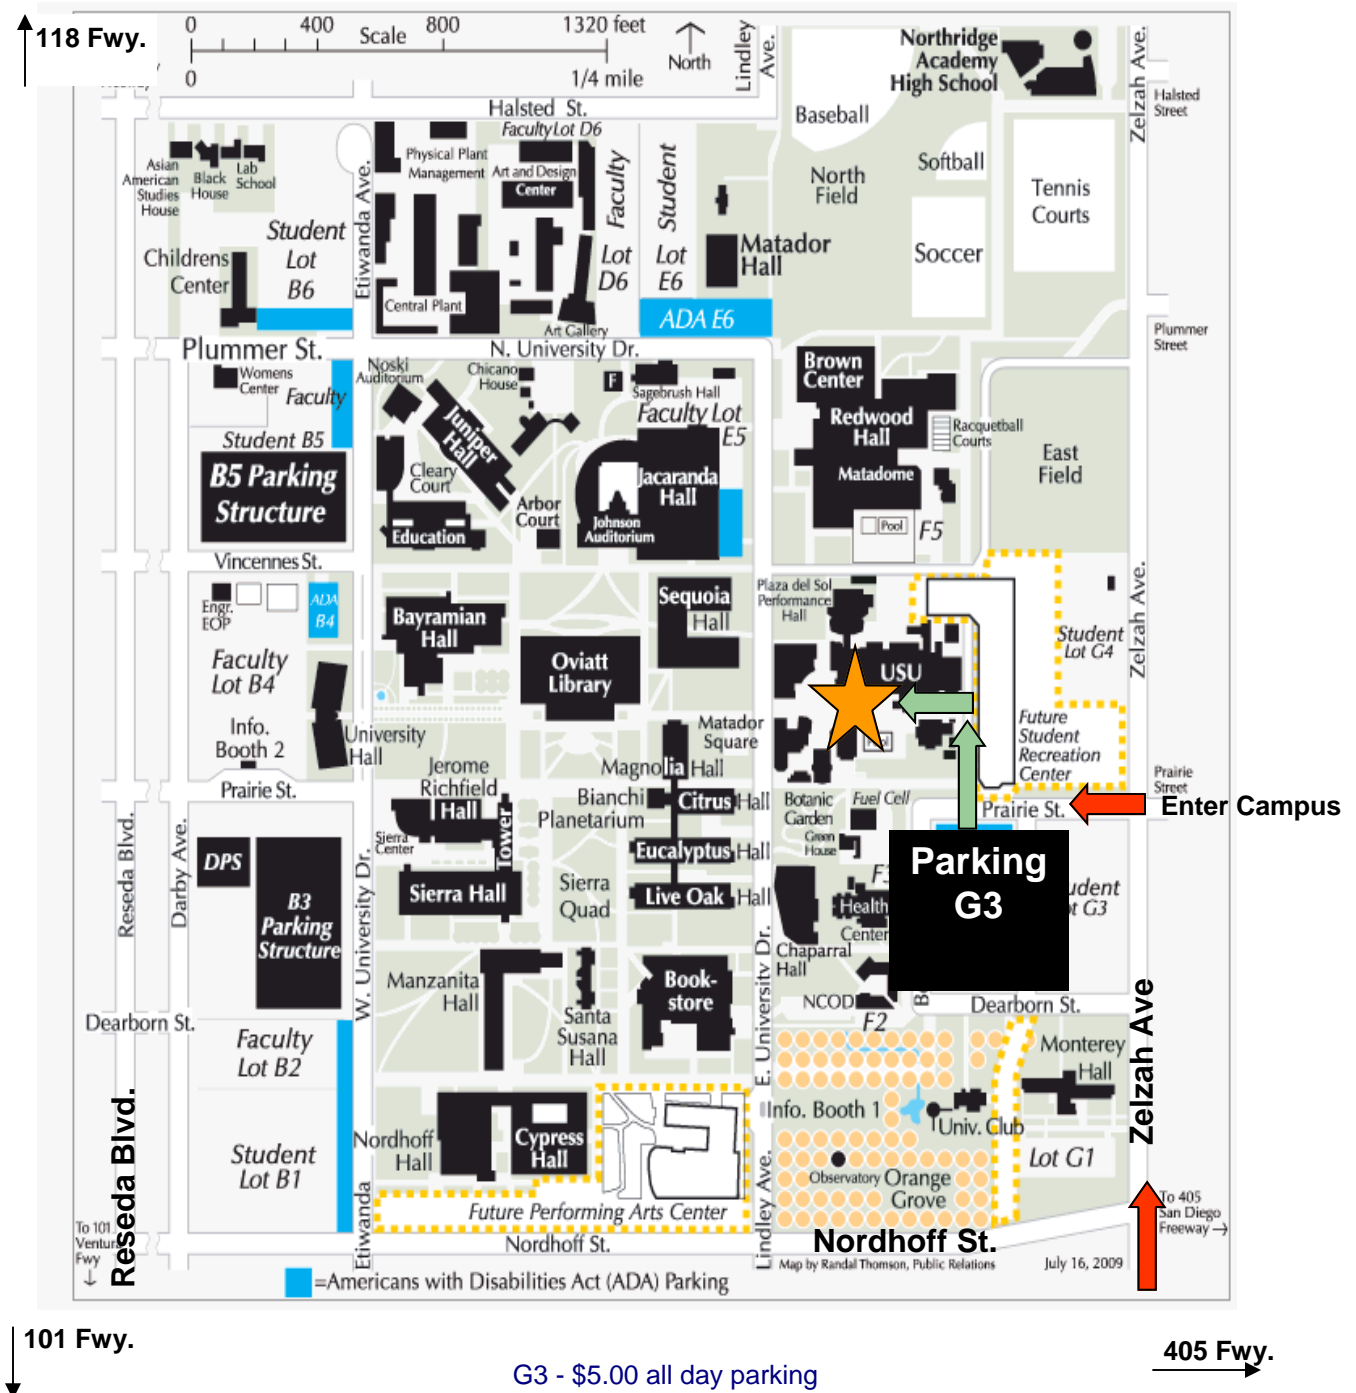 118 Fwy.
0 400 800 1320 feet
Scale
0 1/4 mile
North
Lindley
Ave.
Northridge
Academy
High School
Zelzah Ave.
Halsted
Street
Halsted St.
Faculty Lot D6
Baseball
Softball
North
Field
Tennis
Courts
Soccer
Asian
American
Studies
House
Black
House
Lab
School
Etiwanda Ave.
Physical Plant
Management
Art and Design
Center
Faculty
Lot
D6
Student
Lot
E6
Matador
Hall
Student
Lot
B6
Childrens
Center
Central Plant
Art Gallery
ADA E6
Plummer
Street
Plummer St.
N. University Dr.
Womens
Center
Faculty
Student B5
B5 Parking
Structure
Noski
Auditorium
Chicano
House
F
Sagebrush Hall
Faculty Lot
E5
Juniper
Hall
Cleary
Court
Education
Arbor
Court
Johnson
Auditorium
Jacaranda
Hall
Brown
Center
Redwood
Hall
Matadome
Racquetball
Courts
Pool
F5
East
Field
Vincennes St.
Engr.
EOP
ADA
B4
Faculty
Lot B4
Info.
Booth 2
University
Hall
Bayramian
Hall
Oviatt
Library
Sequoia
Hall
Plaza del Sol
Performance
Hall
USU
Zelzah Ave.
Student
Lot G4
Future
Student
Recreation
Center
Matador
Square
Magnolia Hall
Bianchi
Planetarium
Citrus Hall
Eucalyptus Hall
Live Oak Hall
Jerome
Richfield
Hall
Tower
Sierra
Center
Sierra Hall
Sierra
Quad
Prairie St.
Prairie
Street
Prairie St.
Enter Campus
Botanic
Garden
Fuel Cell
Green
House
Parking
G3
Health
Center
Chaparral
Hall
NCOD
F2
Reseda Blvd.
Darby Ave.
DPS
B3
Parking
Structure
W. University Dr.
E. University Dr.
Manzanita
Hall
Santa
Susana
Hall
Book-
store
Dearborn St.
Dearborn St.
Faculty
Lot B2
Student
Lot B1
Reseda Blvd.
Zelzah Ave
Monterey
Hall
Info. Booth 1
Univ. Club
Lot G1
Observatory
Orange
Grove
Nordhoff
Hall
Cypress
Hall
Future Performing Arts Center
Etiwanda
Lindley Ave.
Nordhoff St.
Nordhoff St.
To 101
Ventura
Fwy
To 405
San Diego
Freeway
Map by Randal Thomson, Public Relations
July 16, 2009
=Americans with Disabilities Act (ADA) Parking
101 Fwy.
405 Fwy.
G3 - $5.00 all day parking